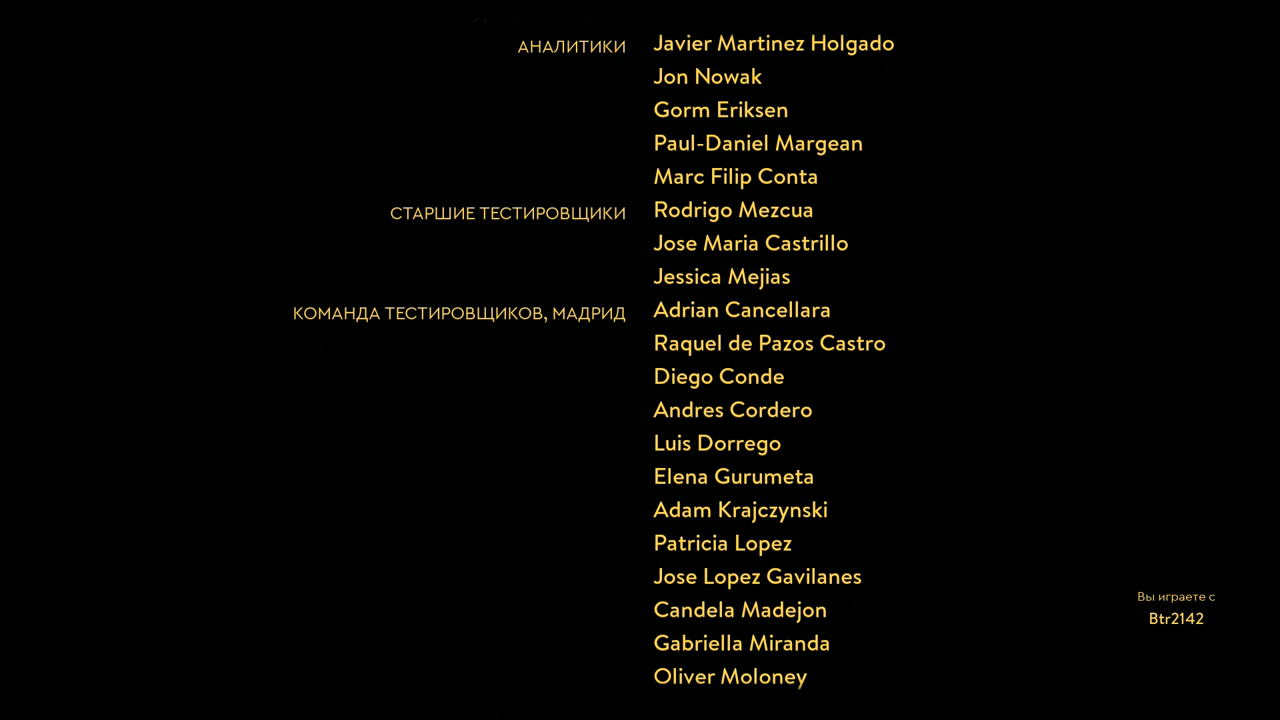 АНАЛИТИКИ Javier Martinez Holgado
Jon Nowak
Gorm Eriksen
Paul-Daniel Margean
Marc Filip Conta
СТАРШИЕ ТЕСТИРОВЩИКИ Rodrigo Mezcua
Jose Maria Castrillo
Jessica Mejias
КОМАНДА ТЕСТИРОВЩИКОВ, МАДРИД Adrian Cancellara
Raquel de Pazos Castro
Diego Conde
Andres Cordero
Luis Dorrego
Elena Gurumeta
Adam Krajczynski
Patricia Lopez
Jose Lopez Gavilanes
Candela Madejon
Gabriella Miranda
Oliver Moloney
Вы играете с
Btr2142